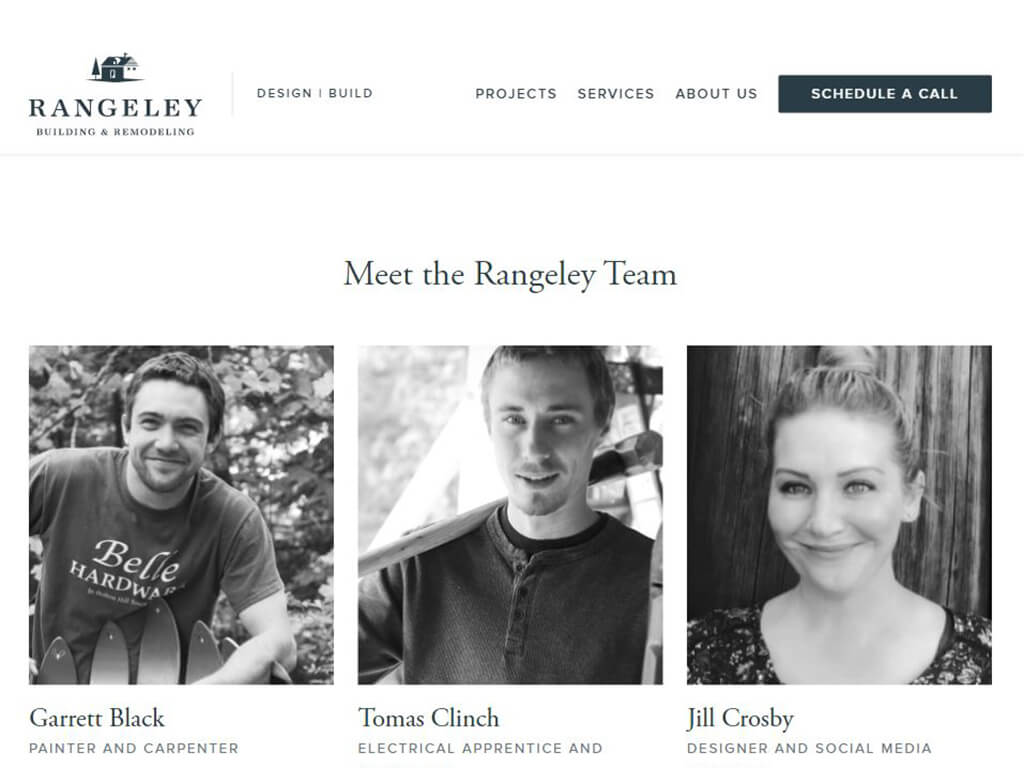 RANGELEY
BUILDING & REMODELING
DESIGN | BUILD
PROJECTS SERVICES ABOUT US SCHEDULE A CALL
Meet the Rangeley Team
Belle
HARDWARE
Garrett Black
PAINTER AND CARPENTER
Tomas Clinch
ELECTRICAL APPRENTICE AND
Jill Crosby
DESIGNER AND SOCIAL MEDIA